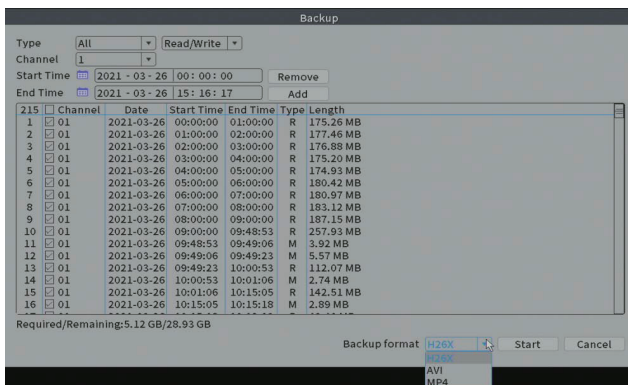 Backup
Type All Read/Write
Channel 1
Start Time 2021 - 03 - 26 00 : 00 : 00 Remove
End Time 2021 - 03 - 26 15 : 16 : 17 Add
215 Channel Date Start Time End Time Type Length
1 01 2021-03-26 00:00:00 01:00:00 R 175.26 MB
2 01 2021-03-26 01:00:00 02:00:00 R 177.46 MB
3 01 2021-03-26 02:00:00 03:00:00 R 176.88 MB
4 01 2021-03-26 03:00:00 04:00:00 R 175.20 MB
5 01 2021-03-26 04:00:00 05:00:00 R 174.93 MB
6 01 2021-03-26 05:00:00 06:00:00 R 180.42 MB
7 01 2021-03-26 06:00:00 07:00:00 R 180.97 MB
8 01 2021-03-26 07:00:00 08:00:00 R 183.12 MB
9 01 2021-03-26 08:00:00 09:00:00 R 187.15 MB
10 01 2021-03-26 09:00:00 09:48:53 R 257.93 MB
11 01 2021-03-26 09:48:53 09:49:06 M 3.92 MB
12 01 2021-03-26 09:49:06 09:49:23 M 5.57 MB
13 01 2021-03-26 09:49:23 10:00:53 R 112.07 MB
14 01 2021-03-26 10:00:53 10:01:06 M 2.74 MB
15 01 2021-03-26 10:01:06 10:15:05 R 142.51 MB
16 01 2021-03-26 10:15:05 10:15:18 M 2.89 MB
Required/Remaining:5.12 GB/28.93 GB
Backup format H26X Start Cancel
H26X
AVI
MP4